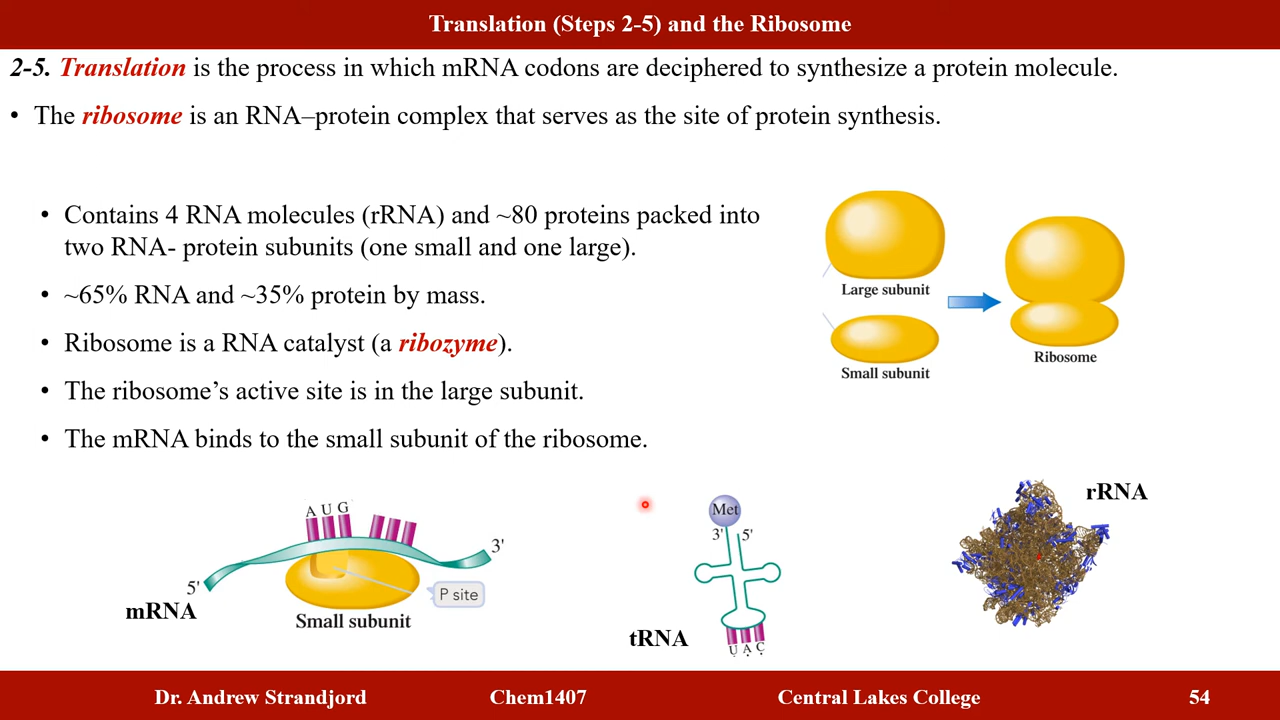 Translation (Steps 2-5) and the Ribosome
2-5. Translation is the process in which mRNA codons are deciphered to synthesize a protein molecule.
• The ribosome is an RNA–protein complex that serves as the site of protein synthesis.
• Contains 4 RNA molecules (rRNA) and ~80 proteins packed into
two RNA- protein subunits (one small and one large).
• ~65% RNA and ~35% protein by mass.
• Ribosome is a RNA catalyst (a ribozyme).
• The ribosome’s active site is in the large subunit.
• The mRNA binds to the small subunit of the ribosome.
Large subunit
Small subunit
Ribosome
A U G
3'
5'
mRNA
P site
Small subunit
Met
3' 5'
tRNA
U A C
rRNA
Dr. Andrew Strandjord Chem1407 Central Lakes College 54